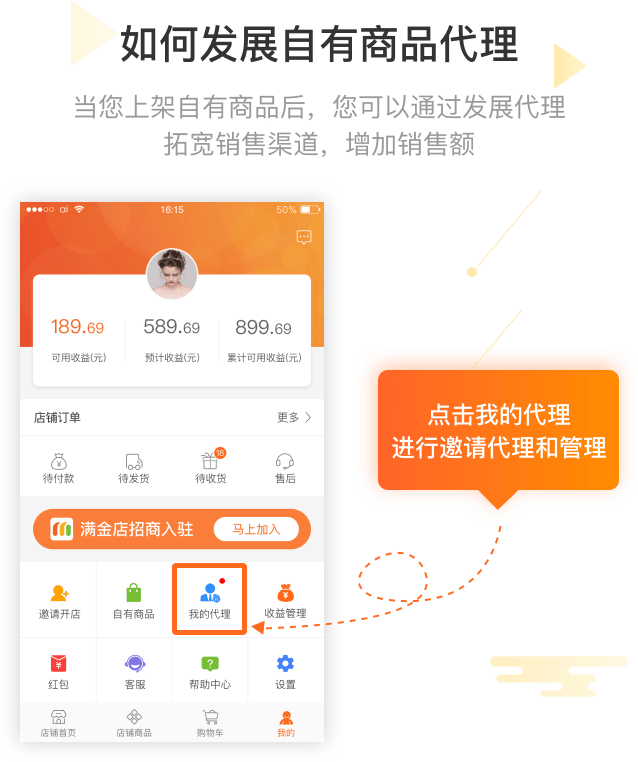 如何发展自有商品代理
当您上架自有商品后，您可以通过发展代理
拓宽销售渠道，增加销售额
ai 16:15 50%
189.69 589.69 899.69
可用收益(元) 预计收益(元) 累计可用收益(元)
店铺订单 更多
18
待付款 待发货 待收货 售后
满金店招商入驻 马上加入
邀请开店 自有商品 我的代理 收益管理
红包 客服 帮助中心 设置
店铺首页 店铺商品 购物车 我的
点击我的代理
进行邀请代理和管理